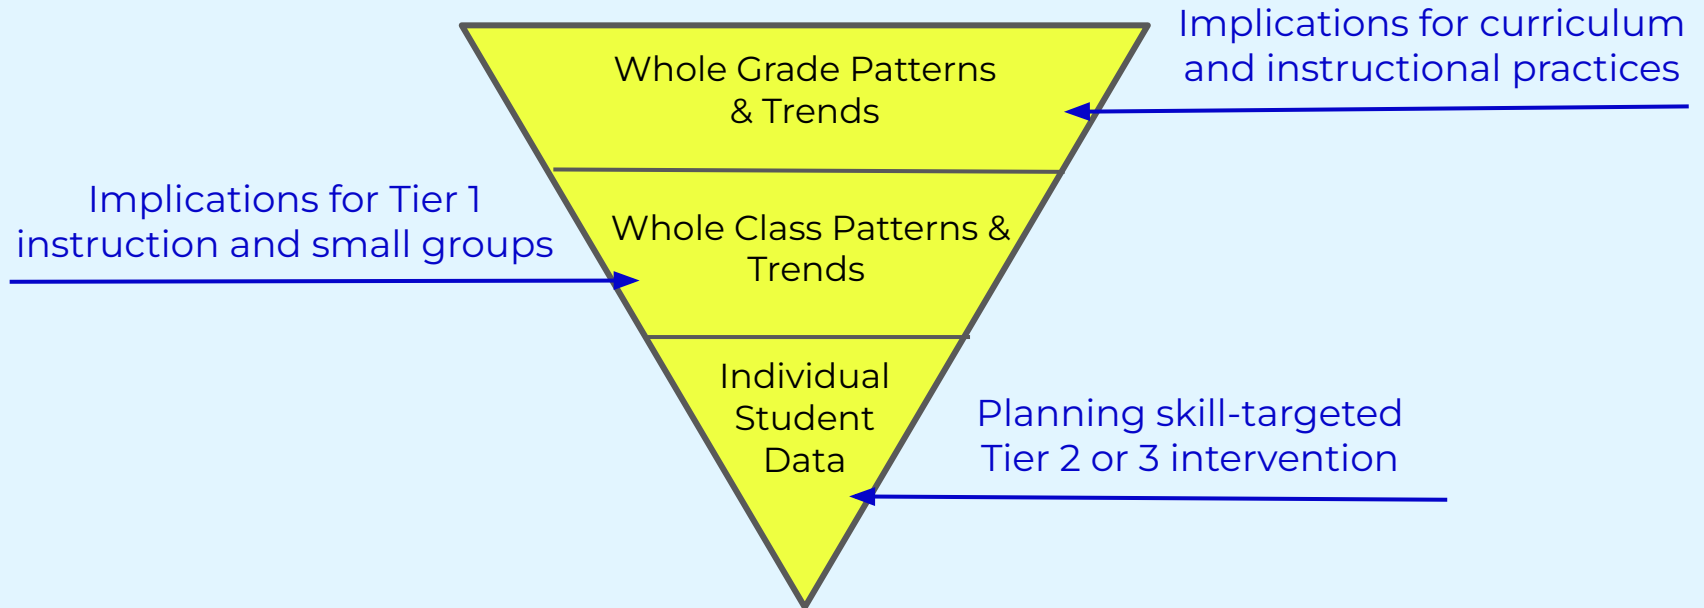 Implications for curriculum
and instructional practices
Whole Grade Patterns
& Trends
Implications for Tier 1
instruction and small groups
Whole Class Patterns &
Trends
Individual
Student
Data
Planning skill-targeted
Tier 2 or 3 intervention